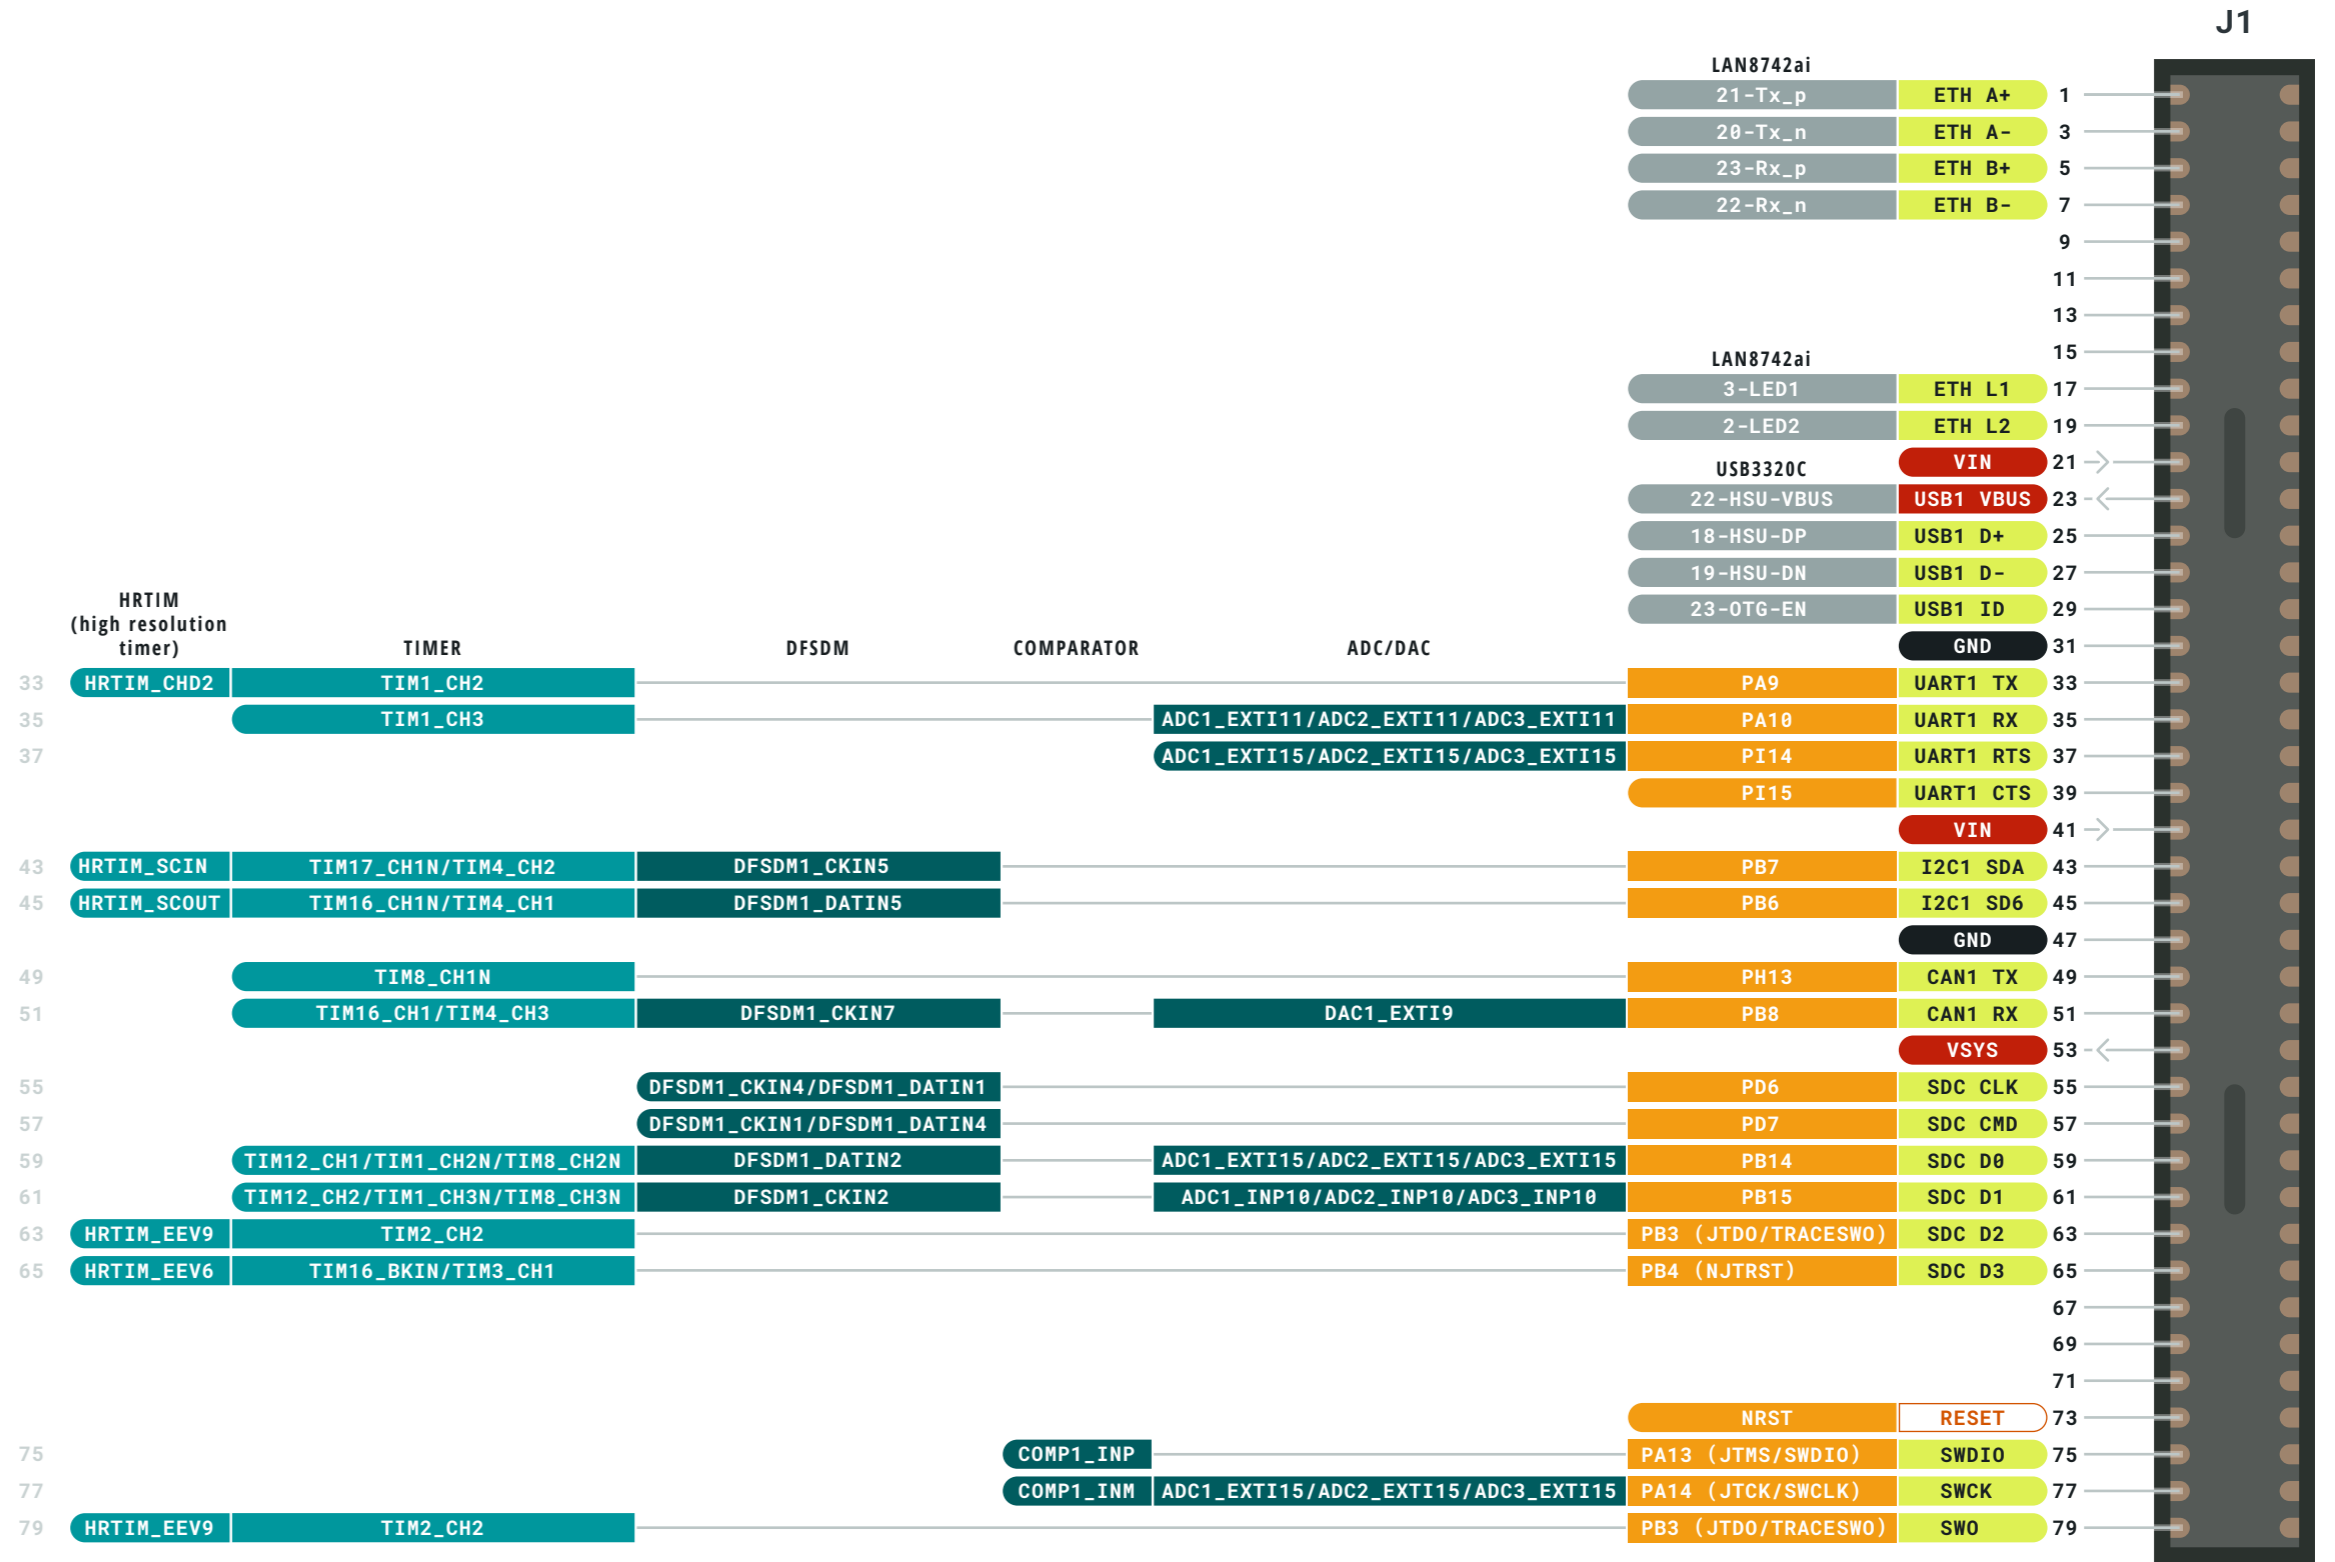 J1
LAN8742ai
21-Tx_p ETH A+ 1
20-Tx_n ETH A- 3
23-Rx_p ETH B+ 5
22-Rx_n ETH B- 7
9
11
13
15
LAN8742ai
3-LED1 ETH L1 17
2-LED2 ETH L2 19
VIN 21
USB3320C
22-HSU-VBUS USB1 VBUS 23
18-HSU-DP USB1 D+ 25
19-HSU-DN USB1 D- 27
23-OTG-EN USB1 ID 29
GND 31
HRTIM
(high resolution
timer) TIMER DFSDM COMPARATOR ADC/DAC
33 HRTIM_CHD2 TIM1_CH2 PA9 UART1 TX 33
35 TIM1_CH3 ADC1_EXTI11/ADC2_EXTI11/ADC3_EXTI11 PA10 UART1 RX 35
37 ADC1_EXTI15/ADC2_EXTI15/ADC3_EXTI15 PI14 UART1 RTS 37
PI15 UART1 CTS 39
VIN 41
43 HRTIM_SCIN TIM17_CH1N/TIM4_CH2 DFSDM1_CKIN5 PB7 I2C1 SDA 43
45 HRTIM_SCOUT TIM16_CH1N/TIM4_CH1 DFSDM1_DATIN5 PB6 I2C1 SD6 45
GND 47
49 TIM8_CH1N PH13 CAN1 TX 49
51 TIM16_CH1/TIM4_CH3 DFSDM1_CKIN7 DAC1_EXTI9 PB8 CAN1 RX 51
VSYS 53
55 DFSDM1_CKIN4/DFSDM1_DATIN1 PD6 SDC CLK 55
57 DFSDM1_CKIN1/DFSDM1_DATIN4 PD7 SDC CMD 57
59 TIM12_CH1/TIM1_CH2N/TIM8_CH2N DFSDM1_DATIN2 ADC1_EXTI15/ADC2_EXTI15/ADC3_EXTI15 PB14 SDC D0 59
61 TIM12_CH2/TIM1_CH3N/TIM8_CH3N DFSDM1_CKIN2 ADC1_INP10/ADC2_INP10/ADC3_INP10 PB15 SDC D1 61
63 HRTIM_EEV9 TIM2_CH2 PB3 (JTDO/TRACESWO) SDC D2 63
65 HRTIM_EEV6 TIM16_BKIN/TIM3_CH1 PB4 (NJTRST) SDC D3 65
67
69
71
NRST RESET 73
75 COMP1_INP PA13 (JTMS/SWDIO) SWDIO 75
77 COMP1_INM ADC1_EXTI15/ADC2_EXTI15/ADC3_EXTI15 PA14 (JTCK/SWCLK) SWCK 77
79 HRTIM_EEV9 TIM2_CH2 PB3 (JTDO/TRACESWO) SWO 79